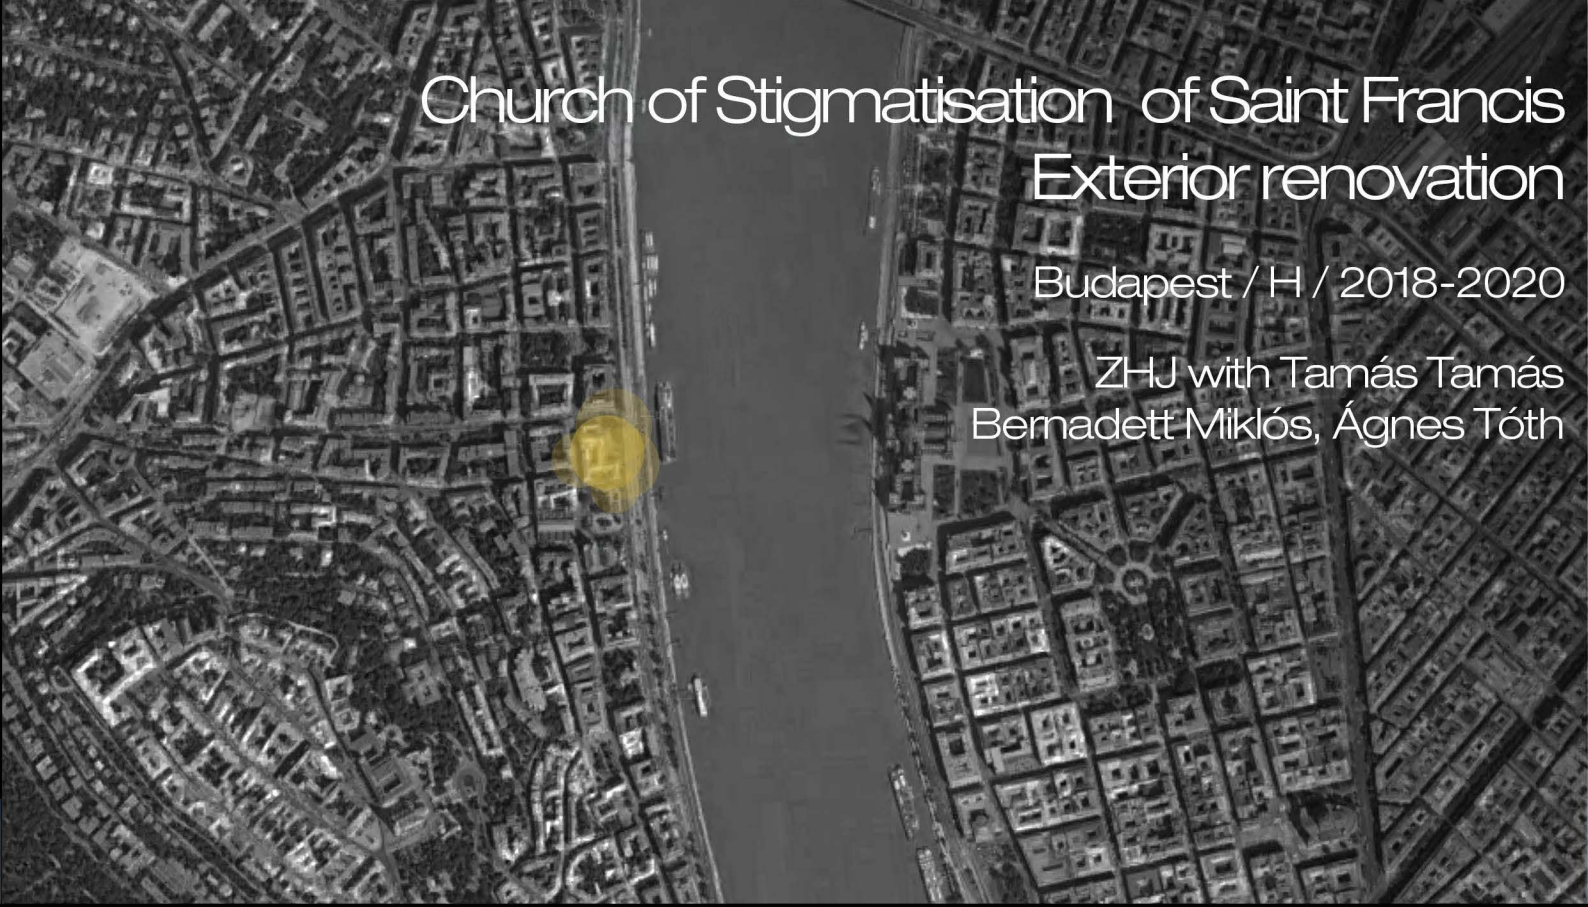 Church of Stigmatisation of Saint Francis
Exterior renovation
Budapest / H / 2018-2020
ZHJ with Tamás Tamás
Bernadett Miklós, Ágnes Tóth